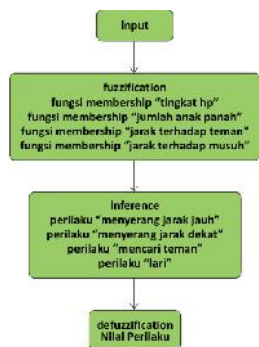 Input
fuzzification
fungsi membership "tingkat hp"
fungsi membership "jumlah anak panah"
fungsi membership "jarak terhadap teman"
fungsi membership "jarak terhadap musuh"
Inference
perilaku "menyerang jarak jauh"
perilaku "menyerang jarak dekat"
perilaku "mencari teman"
perilaku "lari"
defuzzification
Nilai Perilaku